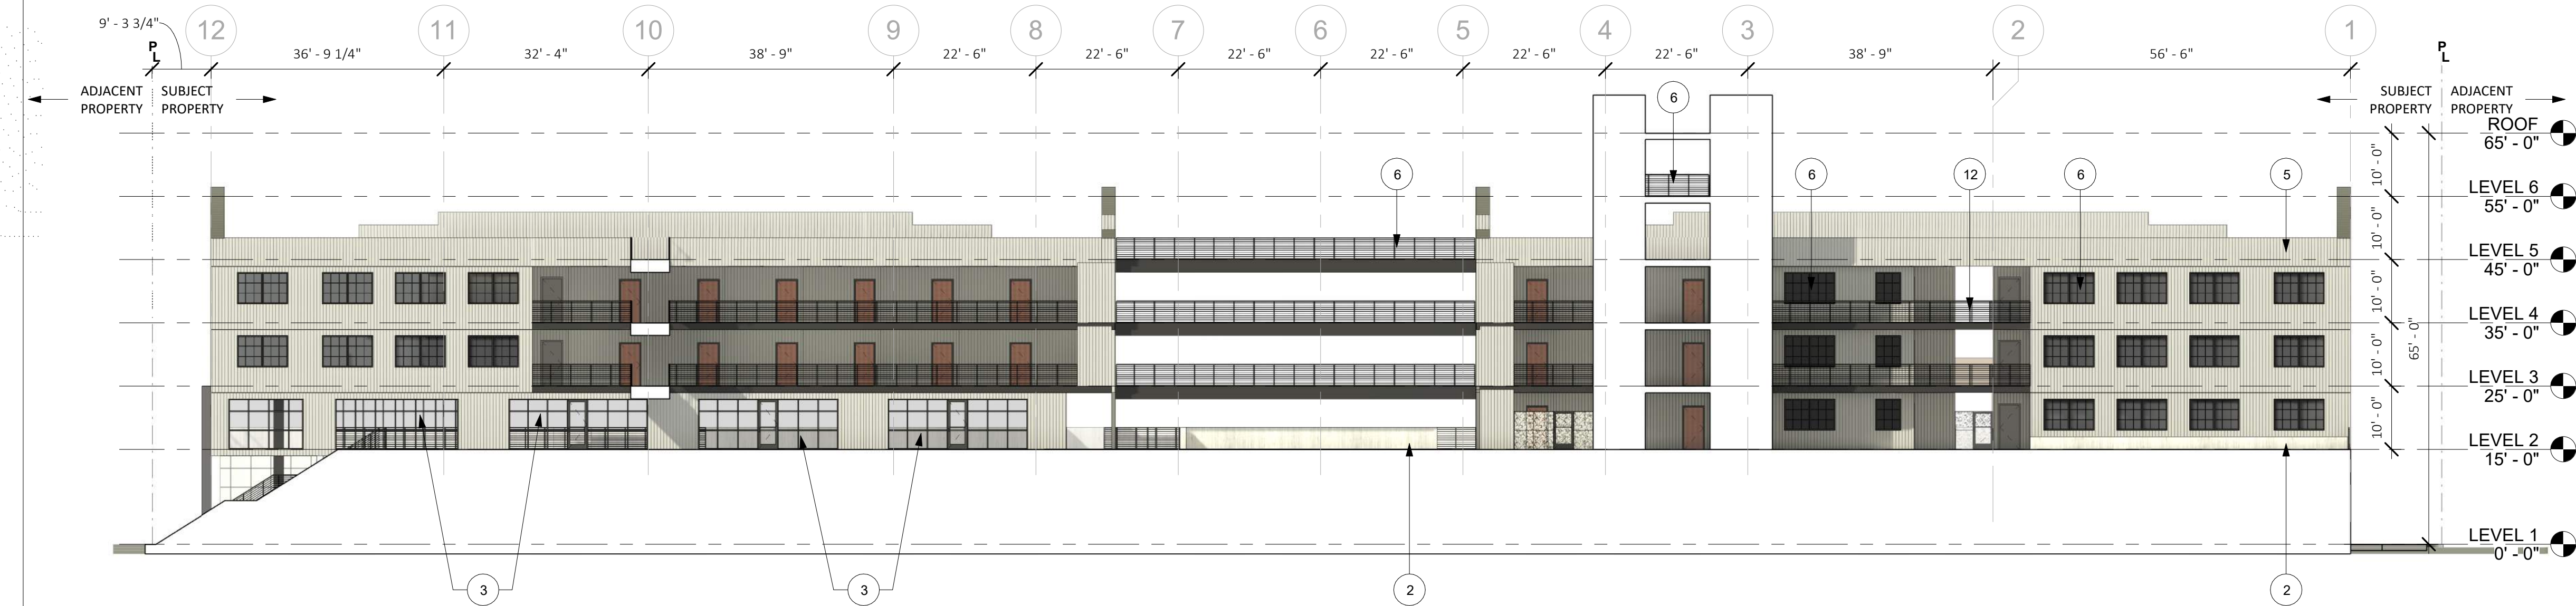 9' - 3 3/4"
12
11
10
9
8
7
6
5
4
3
2
1
P
L
36' - 9 1/4"
32' - 4"
38' - 9"
22' - 6"
22' - 6"
22' - 6"
22' - 6"
22' - 6"
22' - 6"
38' - 9"
56' - 6"
P
L
ADJACENT
PROPERTY
SUBJECT
PROPERTY
SUBJECT
PROPERTY
ADJACENT
PROPERTY
6
6
6
12
6
5
ROOF
65' - 0"
LEVEL 6
55' - 0"
LEVEL 5
45' - 0"
LEVEL 4
35' - 0"
LEVEL 3
25' - 0"
LEVEL 2
15' - 0"
LEVEL 1
0' - 0"
10' - 0"
10' - 0"
10' - 0"
10' - 0"
10' - 0"
65' - 0"
3
3
2
2